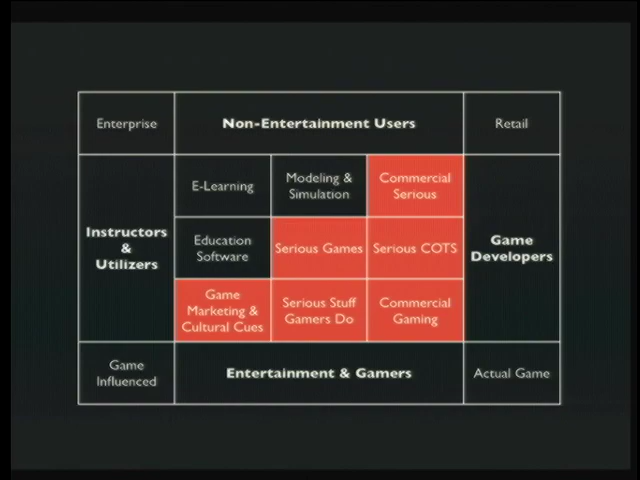 Enterprise
Non-Entertainment Users
Retail
E-Learning
Modeling &
Simulation
Commercial
Serious
Instructors
&
Utilizers
Education
Software
Serious Games
Serious COTS
Game
Developers
Game
Marketing &
Cultural Cues
Serious Stuff
Gamers Do
Commercial
Gaming
Game
Influenced
Entertainment & Gamers
Actual Game